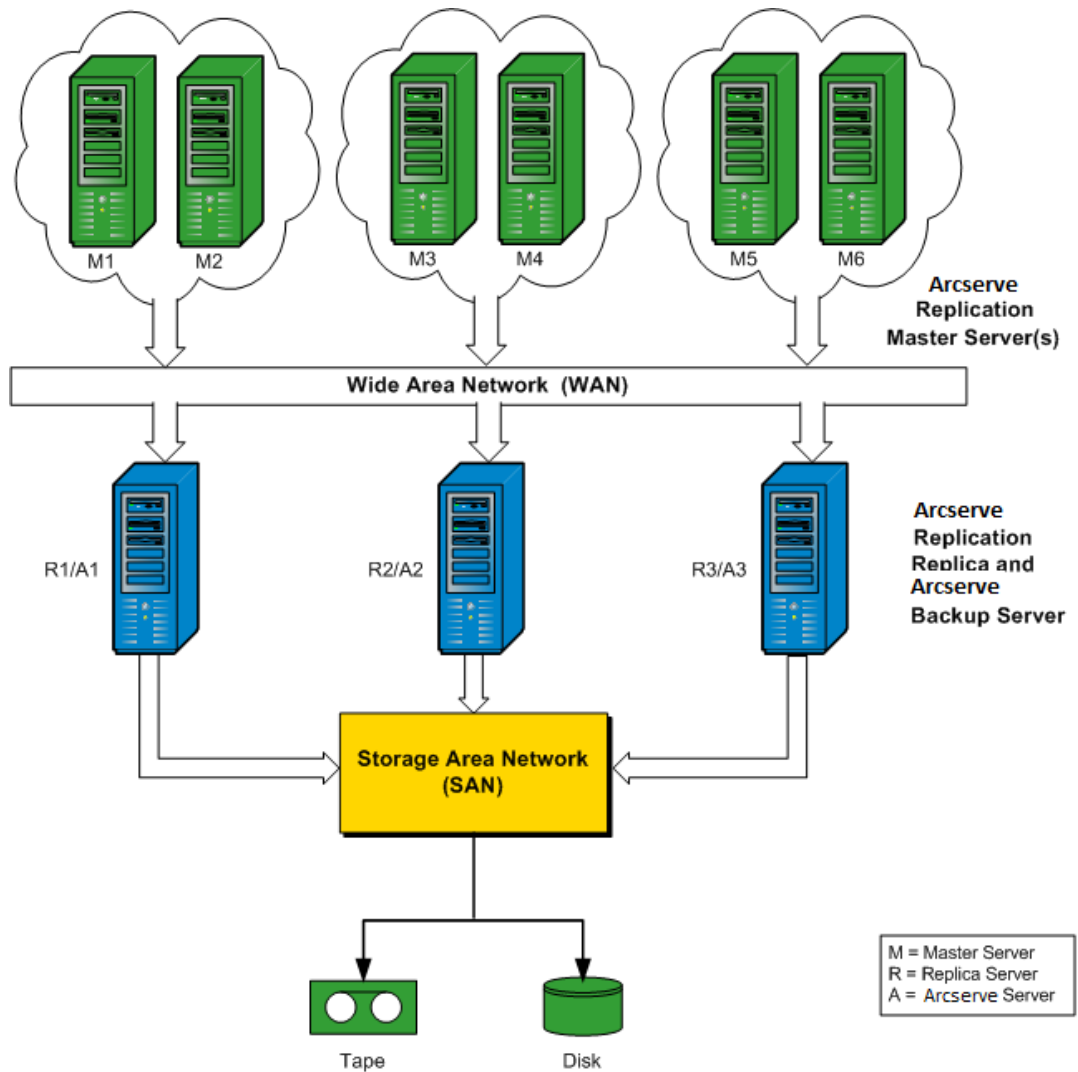 M1
M2
M3
M4
M5
M6
Arcserve
Replication
Master Server(s)
Wide Area Network (WAN)
R1/A1
R2/A2
R3/A3
Arcserve
Replication
Replica and
Arcserve
Backup Server
Storage Area Network
(SAN)
Tape
Disk
M = Master Server
R = Replica Server
A = Arcserve Server